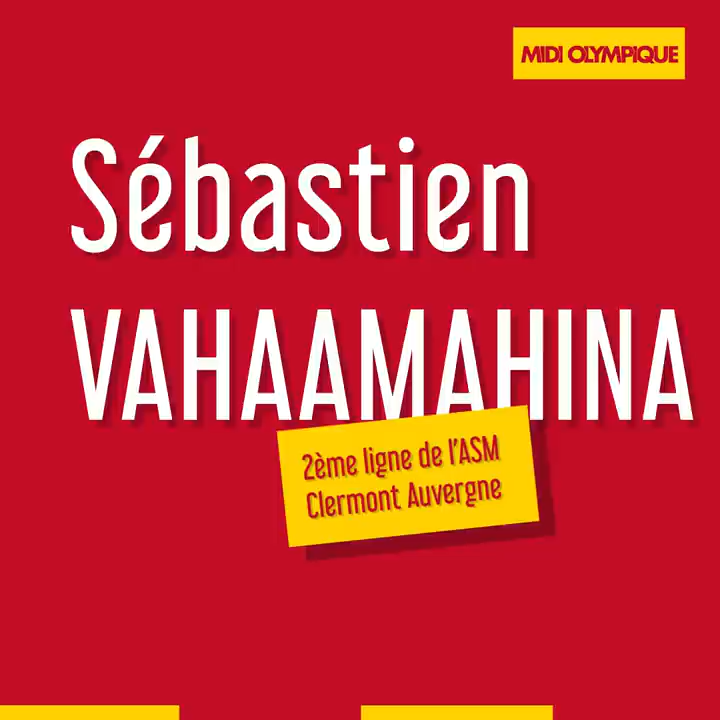 MIDI OLYMPIQUE
Sébastien
VAHAAMAHINA
2ème ligne de l'ASM
Clermont Auvergne